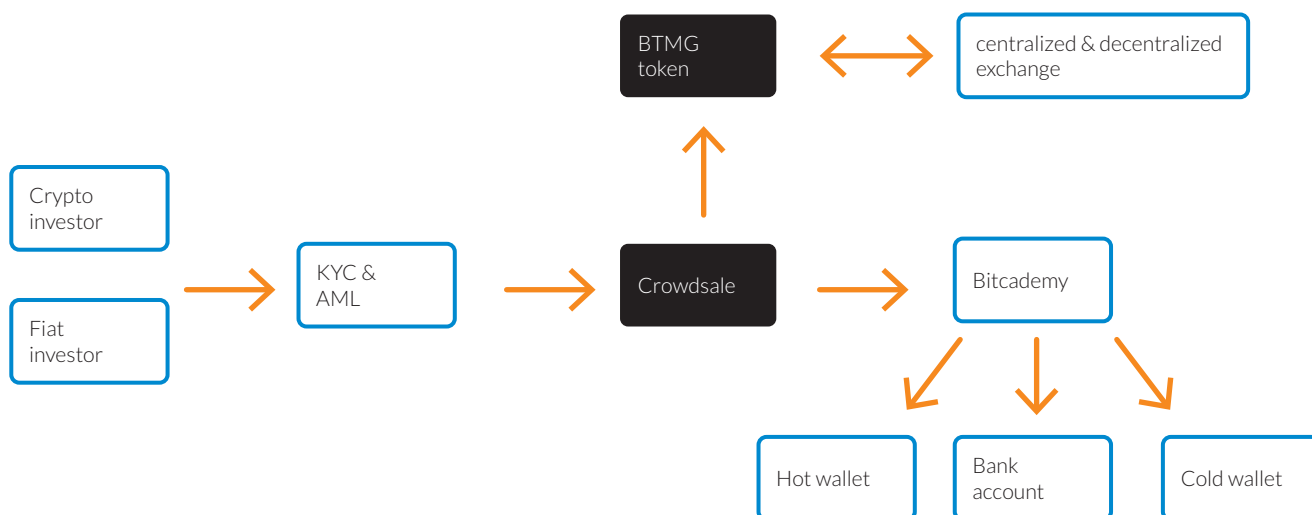 BTMG
token
centralized & decentralized
exchange
Crypto
investor
KYC &
AML
Crowdsale
Bitcademy
Fiat
investor
Hot wallet
Bank
account
Cold wallet